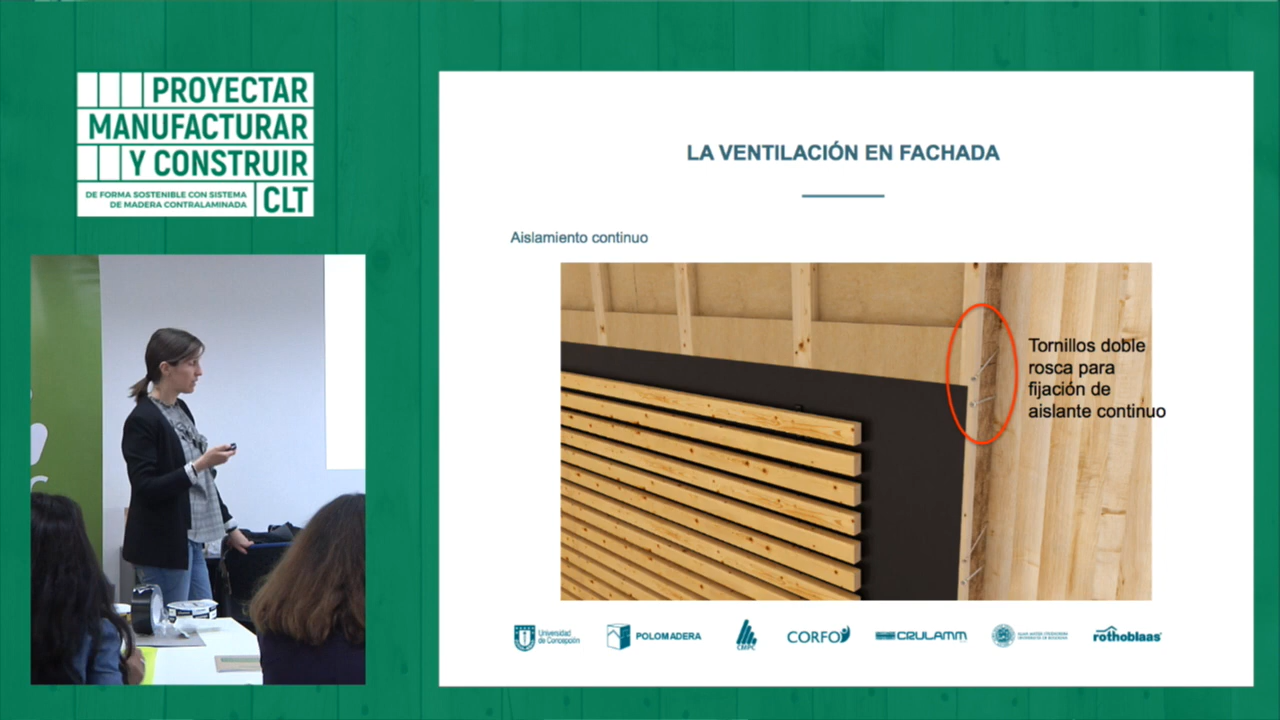 PROYECTAR
MANUFACTURAR
Y CONSTRUIR
DE FORMA SOSTENIBLE CON SISTEMA
DE MADERA CONTRALAMINADA
CLT
LA VENTILACIÓN EN FACHADA
Aislamiento continuo
Tornillos doble
rosca para
fijación de
aislante continuo
Universidad
de Concepción
POLOMADERA
CMPC
CORFO
CRULAMM
rothoblaas